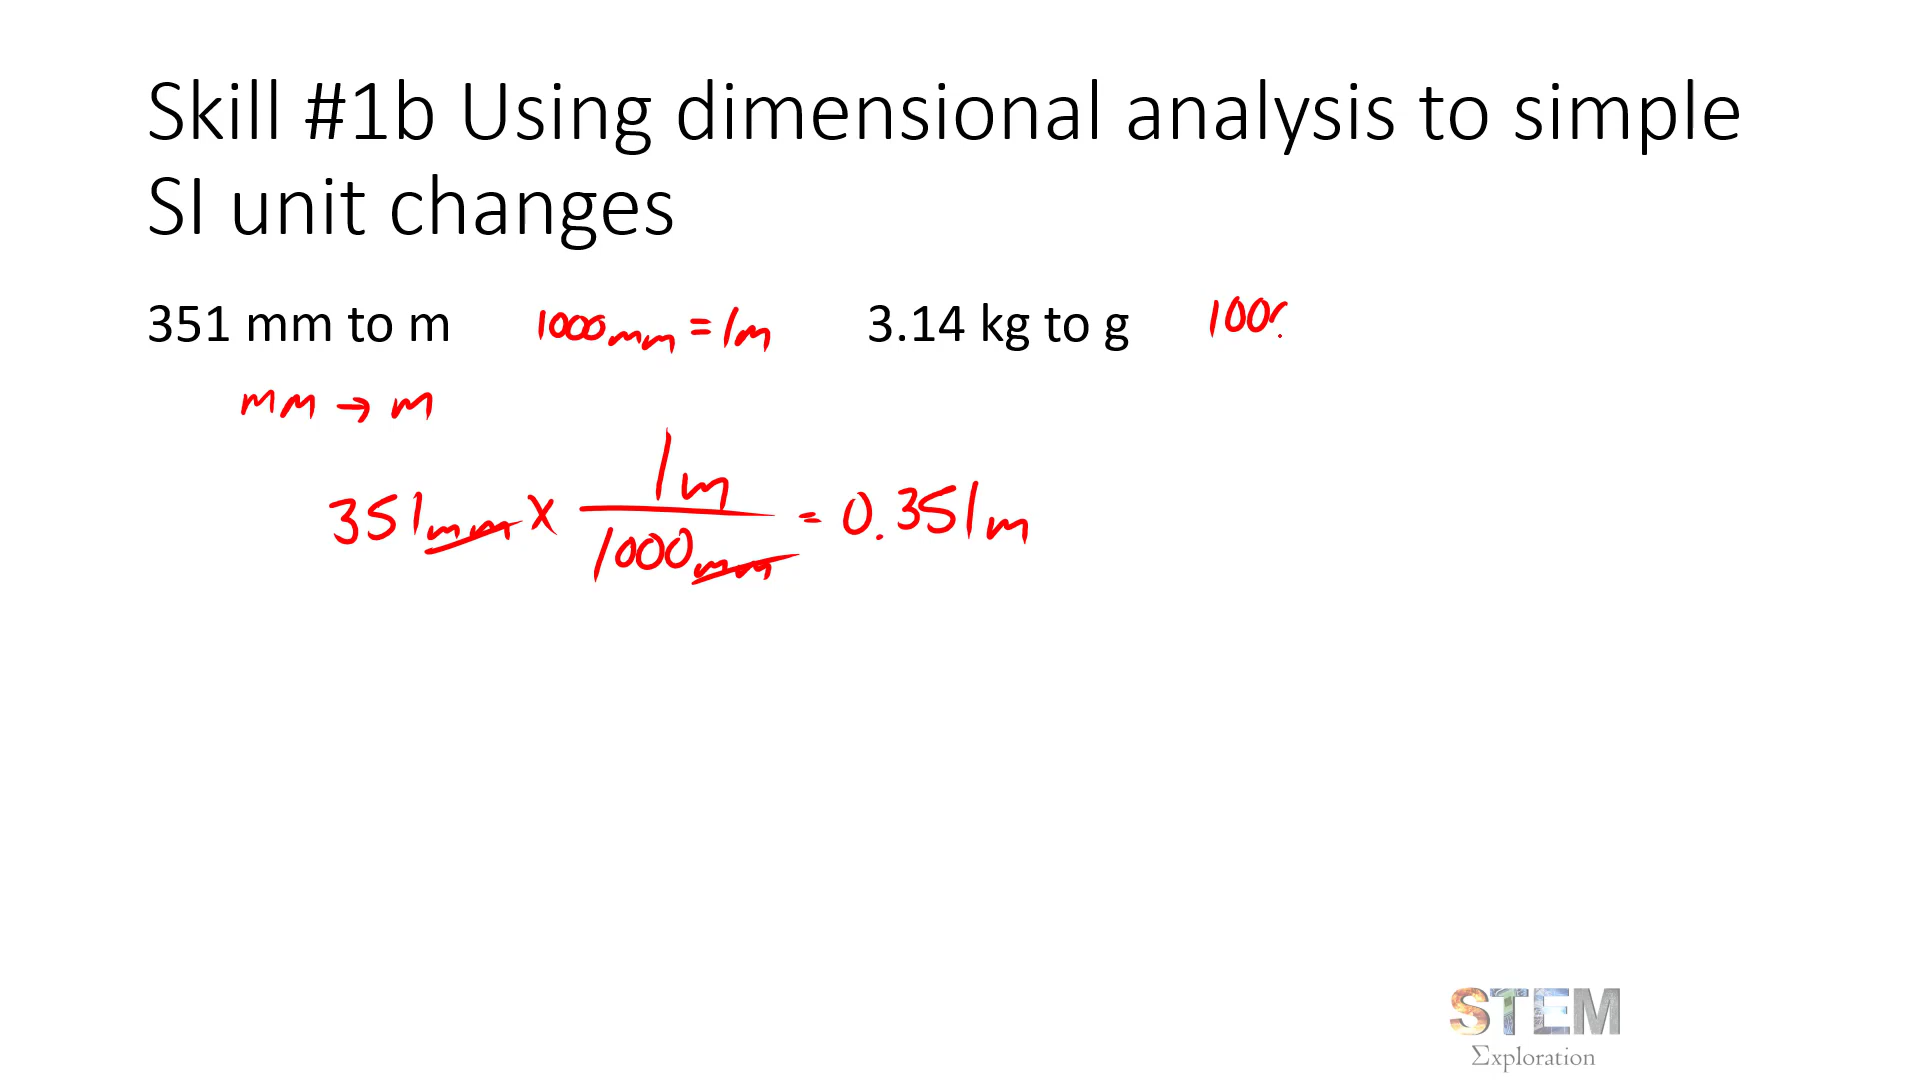 Skill #1b Using dimensional analysis to simple
SI unit changes
351 mm to m 1000mm = 1m 3.14 kg to g 100
mm → m
351mm x 1m / 1000mm = 0.351m
STEM
Σxploration